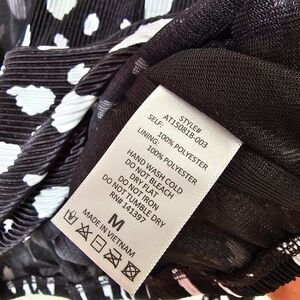 STYLE#
AT15081B-003
SELF:
100% POLYESTER
LINING:
100% POLYESTER
HAND WASH COLD
DO NOT BLEACH
DRY FLAT
DO NOT IRON
DO NOT TUMBLE DRY
RN# 141397
M
MADE IN VIETNAM